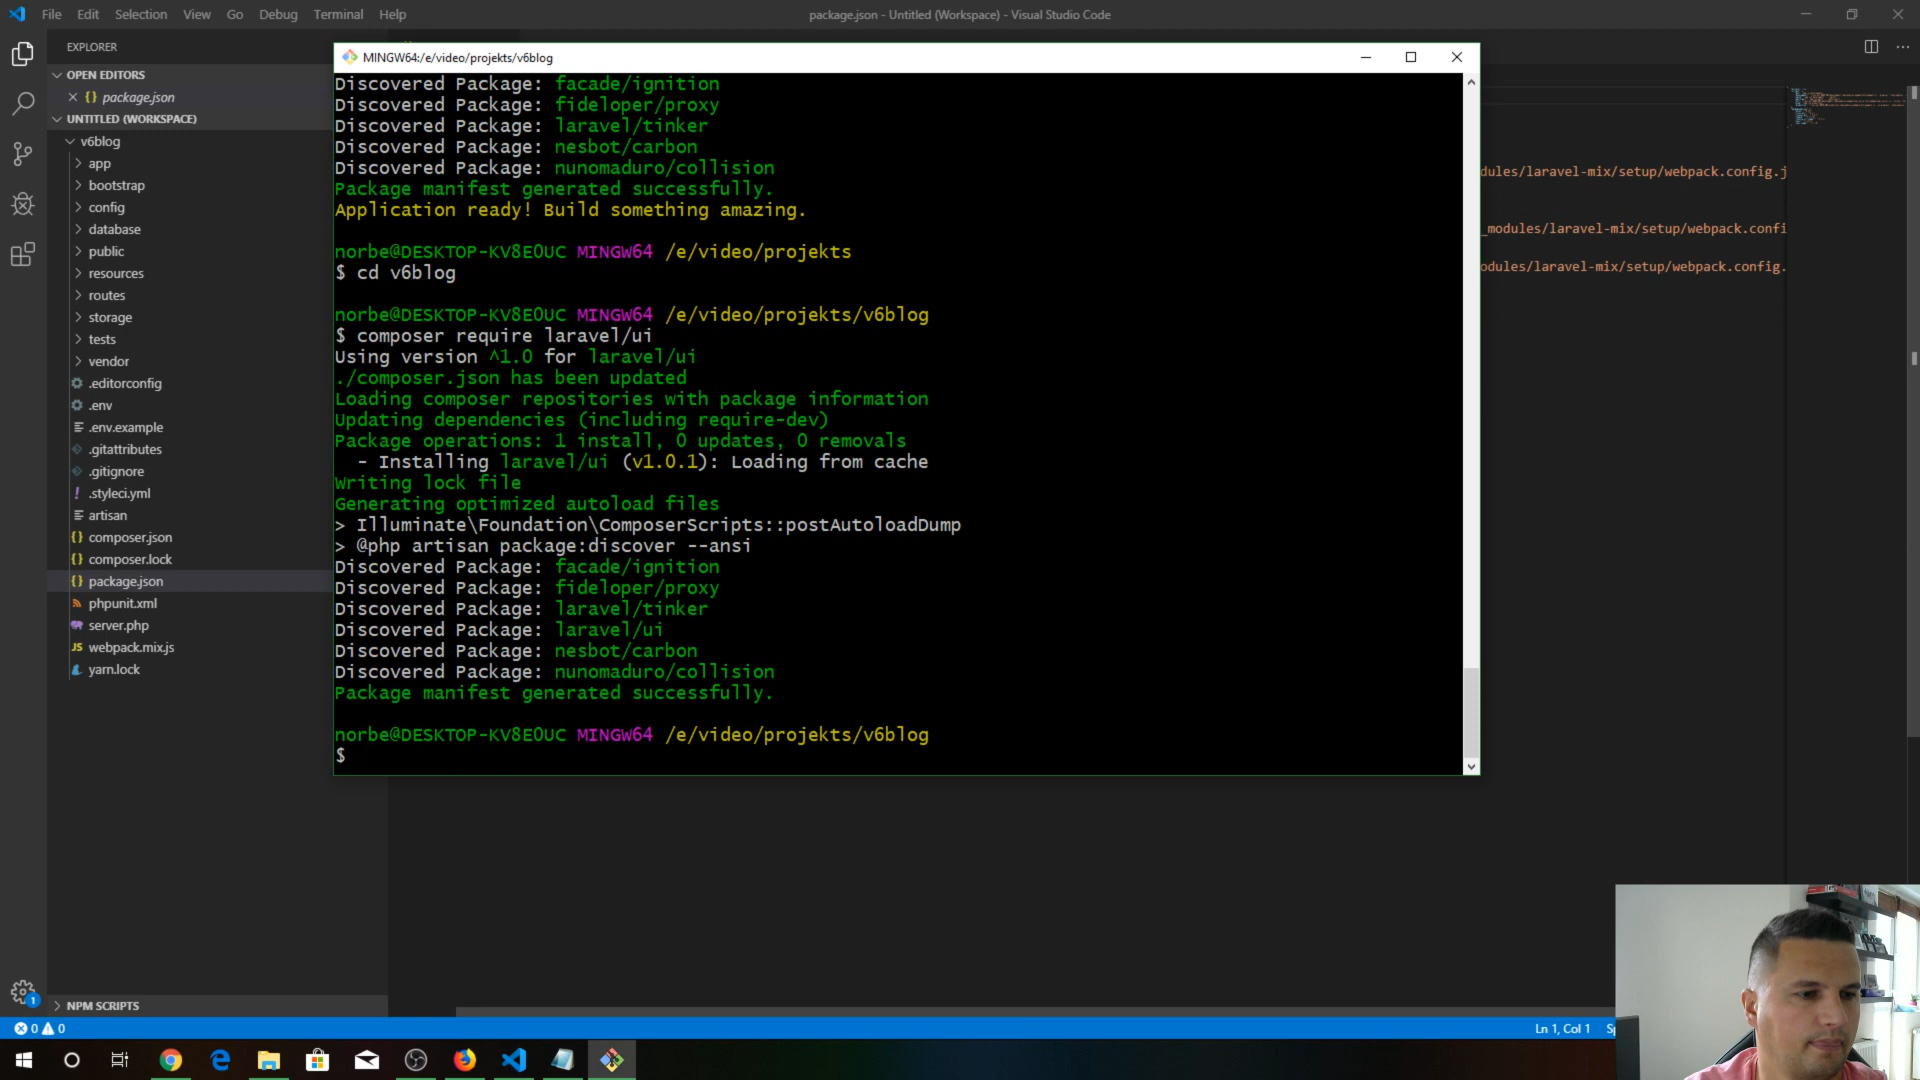 File Edit Selection View Go Debug Terminal Help
package.json - Untitled (Workspace) - Visual Studio Code
EXPLORER
OPEN EDITORS
{} package.json
UNTITLED (WORKSPACE)
v6blog
app
bootstrap
config
database
public
resources
routes
storage
tests
vendor
.editorconfig
.env
.env.example
.gitattributes
.gitignore
! .styleci.yml
artisan
{} composer.json
{} composer.lock
{} package.json
phpunit.xml
server.php
JS webpack.mix.js
yarn.lock
NPM SCRIPTS
MINGW64:/e/video/projekts/v6blog
Discovered Package: facade/ignition
Discovered Package: fideloper/proxy
Discovered Package: laravel/tinker
Discovered Package: nesbot/carbon
Discovered Package: nunomaduro/collision
Package manifest generated successfully.
Application ready! Build something amazing.
norbe@DESKTOP-KV8E0UC MINGW64 /e/video/projekts
$ cd v6blog
norbe@DESKTOP-KV8E0UC MINGW64 /e/video/projekts/v6blog
$ composer require laravel/ui
Using version ^1.0 for laravel/ui
./composer.json has been updated
Loading composer repositories with package information
Updating dependencies (including require-dev)
Package operations: 1 install, 0 updates, 0 removals
- Installing laravel/ui (v1.0.1): Loading from cache
Writing lock file
Generating optimized autoload files
> Illuminate\Foundation\ComposerScripts::postAutoloadDump
> @php artisan package:discover --ansi
Discovered Package: facade/ignition
Discovered Package: fideloper/proxy
Discovered Package: laravel/tinker
Discovered Package: laravel/ui
Discovered Package: nesbot/carbon
Discovered Package: nunomaduro/collision
Package manifest generated successfully.
norbe@DESKTOP-KV8E0UC MINGW64 /e/video/projekts/v6blog
$
dules/laravel-mix/setup/webpack.config.j
_modules/laravel-mix/setup/webpack.confi
odules/laravel-mix/setup/webpack.config.
1
0 0
Ln 1, Col 1 Sp